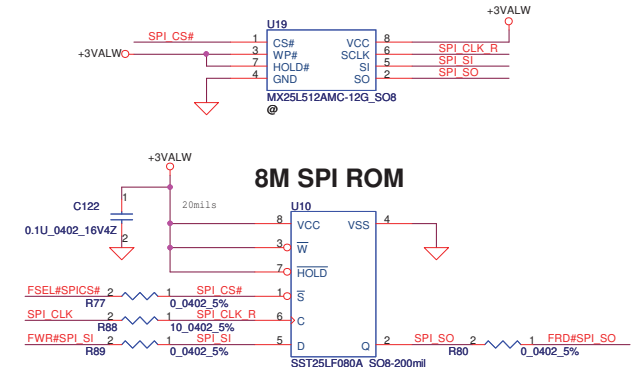 +3VALW
U19
SPI_CS# 1 CS# VCC 8
+3VALW 3 WP# SCLK 6 SPI_CLK_R
7 HOLD# SI 5 SPI_SI
4 GND SO 2 SPI_SO
MX25L512AMC-12G_SO8
@
+3VALW
8M SPI ROM
C122 1 20mils U10
0.1U_0402_16V4Z 2 8 VCC VSS 4
3 W
7 HOLD
FSEL#SPICS# 2 1 SPI_CS# 1 S
R77 0_0402_5%
SPI_CLK 2 1 SPI_CLK_R 6 C
R88 10_0402_5%
FWR#SPI_SI 2 1 SPI_SI 5 D Q 2 SPI_SO 2 1 FRD#SPI_SO
R89 0_0402_5% R80 0_0402_5%
SST25LF080A_SO8-200mil